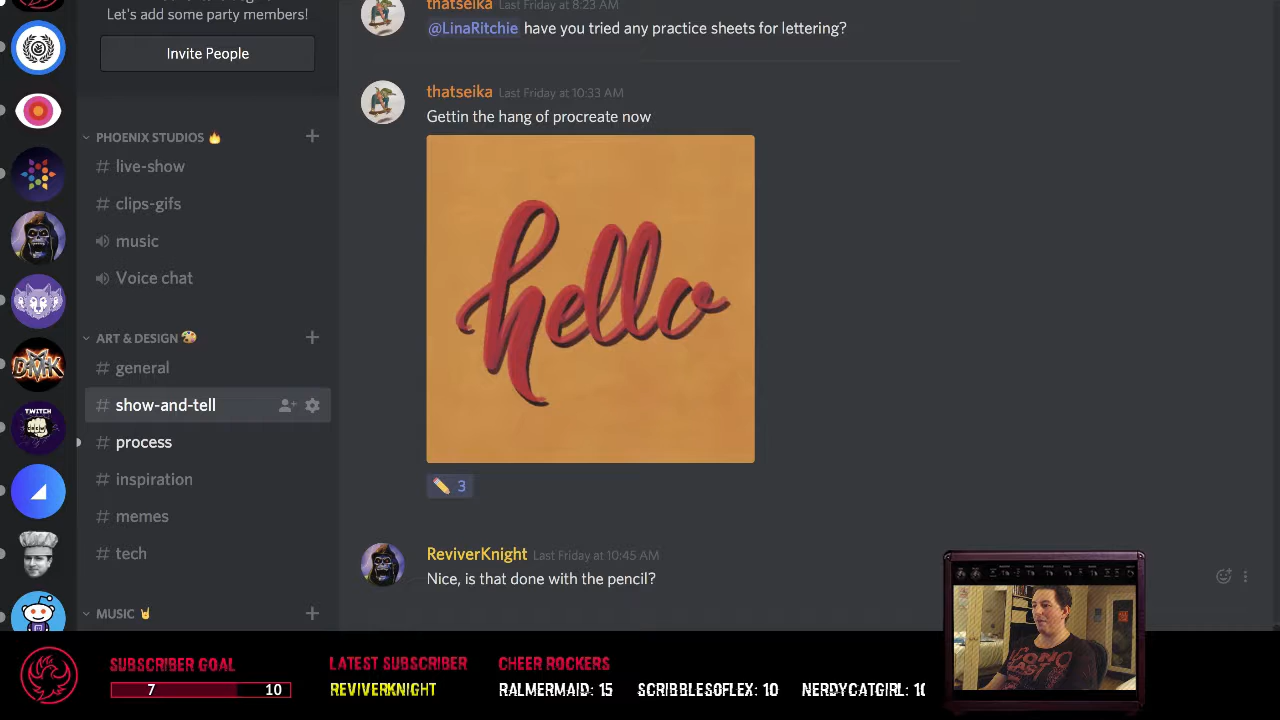 Let's add some party members!
Invite People
PHOENIX STUDIOS
# live-show
# clips-gifs
music
Voice chat
ART & DESIGN
# general
# show-and-tell
# process
# inspiration
# memes
# tech
MUSIC
DMK
TWITCH
thatseika Last Friday at 8:23 AM
@LinaRitchie have you tried any practice sheets for lettering?
thatseika Last Friday at 10:33 AM
Gettin the hang of procreate now
hello
3
ReviverKnight Last Friday at 10:45 AM
Nice, is that done with the pencil?
SUBSCRIBER GOAL
7 10
LATEST SUBSCRIBER
REVIVERKNIGHT
CHEER ROCKERS
RALMERMAID: 15 SCRIBBLESOFLEX: 10 NERDYCATGIRL: 10